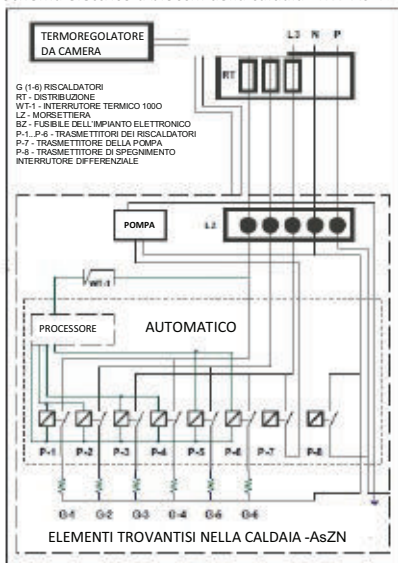 TERMOREGOLATORE
DA CAMERA
L3 N P
RT
G (1-6) RISCALDATORI
RT - DISTRIBUZIONE
WT-1 - INTERRUTORE TERMICO 100O
LZ - MORSETTIERA
BZ - FUSIBILE DELL'IMPIANTO ELETTRONICO
P-1...P-6 - TRASMETTITORI DEI RISCALDATORI
P-7 - TRASMETTITORE DELLA POMPA
P-8 - TRASMETTITORE DI SPEGNIMENTO
INTERRUTORE DIFFERENZIALE
POMPA
LZ
WT-1
PROCESSORE
AUTOMATICO
P-1 P-2 P-3 P-4 P-5 P-6 P-7 P-8
G-1 G-2 G-3 G-4 G-5 G-6
ELEMENTI TROVANTISI NELLA CALDAIA -AsZN